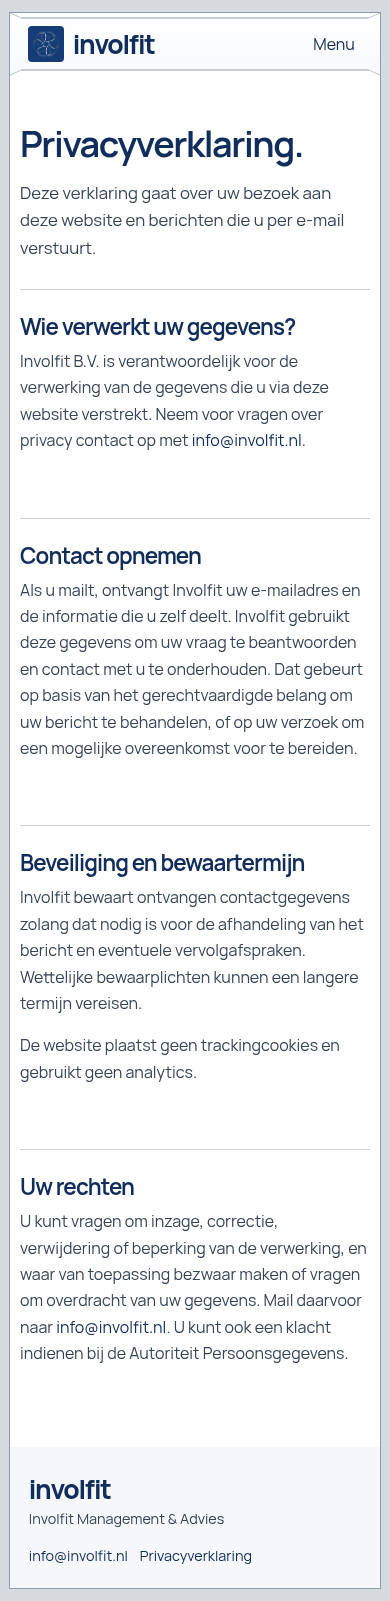 involfit
Menu
Privacyverklaring.
Deze verklaring gaat over uw bezoek aan
deze website en berichten die u per e-mail
verstuurt.
Wie verwerkt uw gegevens?
Involfit B.V. is verantwoordelijk voor de
verwerking van de gegevens die u via deze
website verstrekt. Neem voor vragen over
privacy contact op met info@involfit.nl.
Contact opnemen
Als u mailt, ontvangt Involfit uw e-mailadres en
de informatie die u zelf deelt. Involfit gebruikt
deze gegevens om uw vraag te beantwoorden
en contact met u te onderhouden. Dat gebeurt
op basis van het gerechtvaardigde belang om
uw bericht te behandelen, of op uw verzoek om
een mogelijke overeenkomst voor te bereiden.
Beveiliging en bewaartermijn
Involfit bewaart ontvangen contactgegevens
zolang dat nodig is voor de afhandeling van het
bericht en eventuele vervolgafspraken.
Wettelijke bewaarplichten kunnen een langere
termijn vereisen.
De website plaatst geen trackingcookies en
gebruikt geen analytics.
Uw rechten
U kunt vragen om inzage, correctie,
verwijdering of beperking van de verwerking, en
waar van toepassing bezwaar maken of vragen
om overdracht van uw gegevens. Mail daarvoor
naar info@involfit.nl. U kunt ook een klacht
indienen bij de Autoriteit Persoonsgegevens.
involfit
Involfit Management & Advies
info@involfit.nl Privacyverklaring